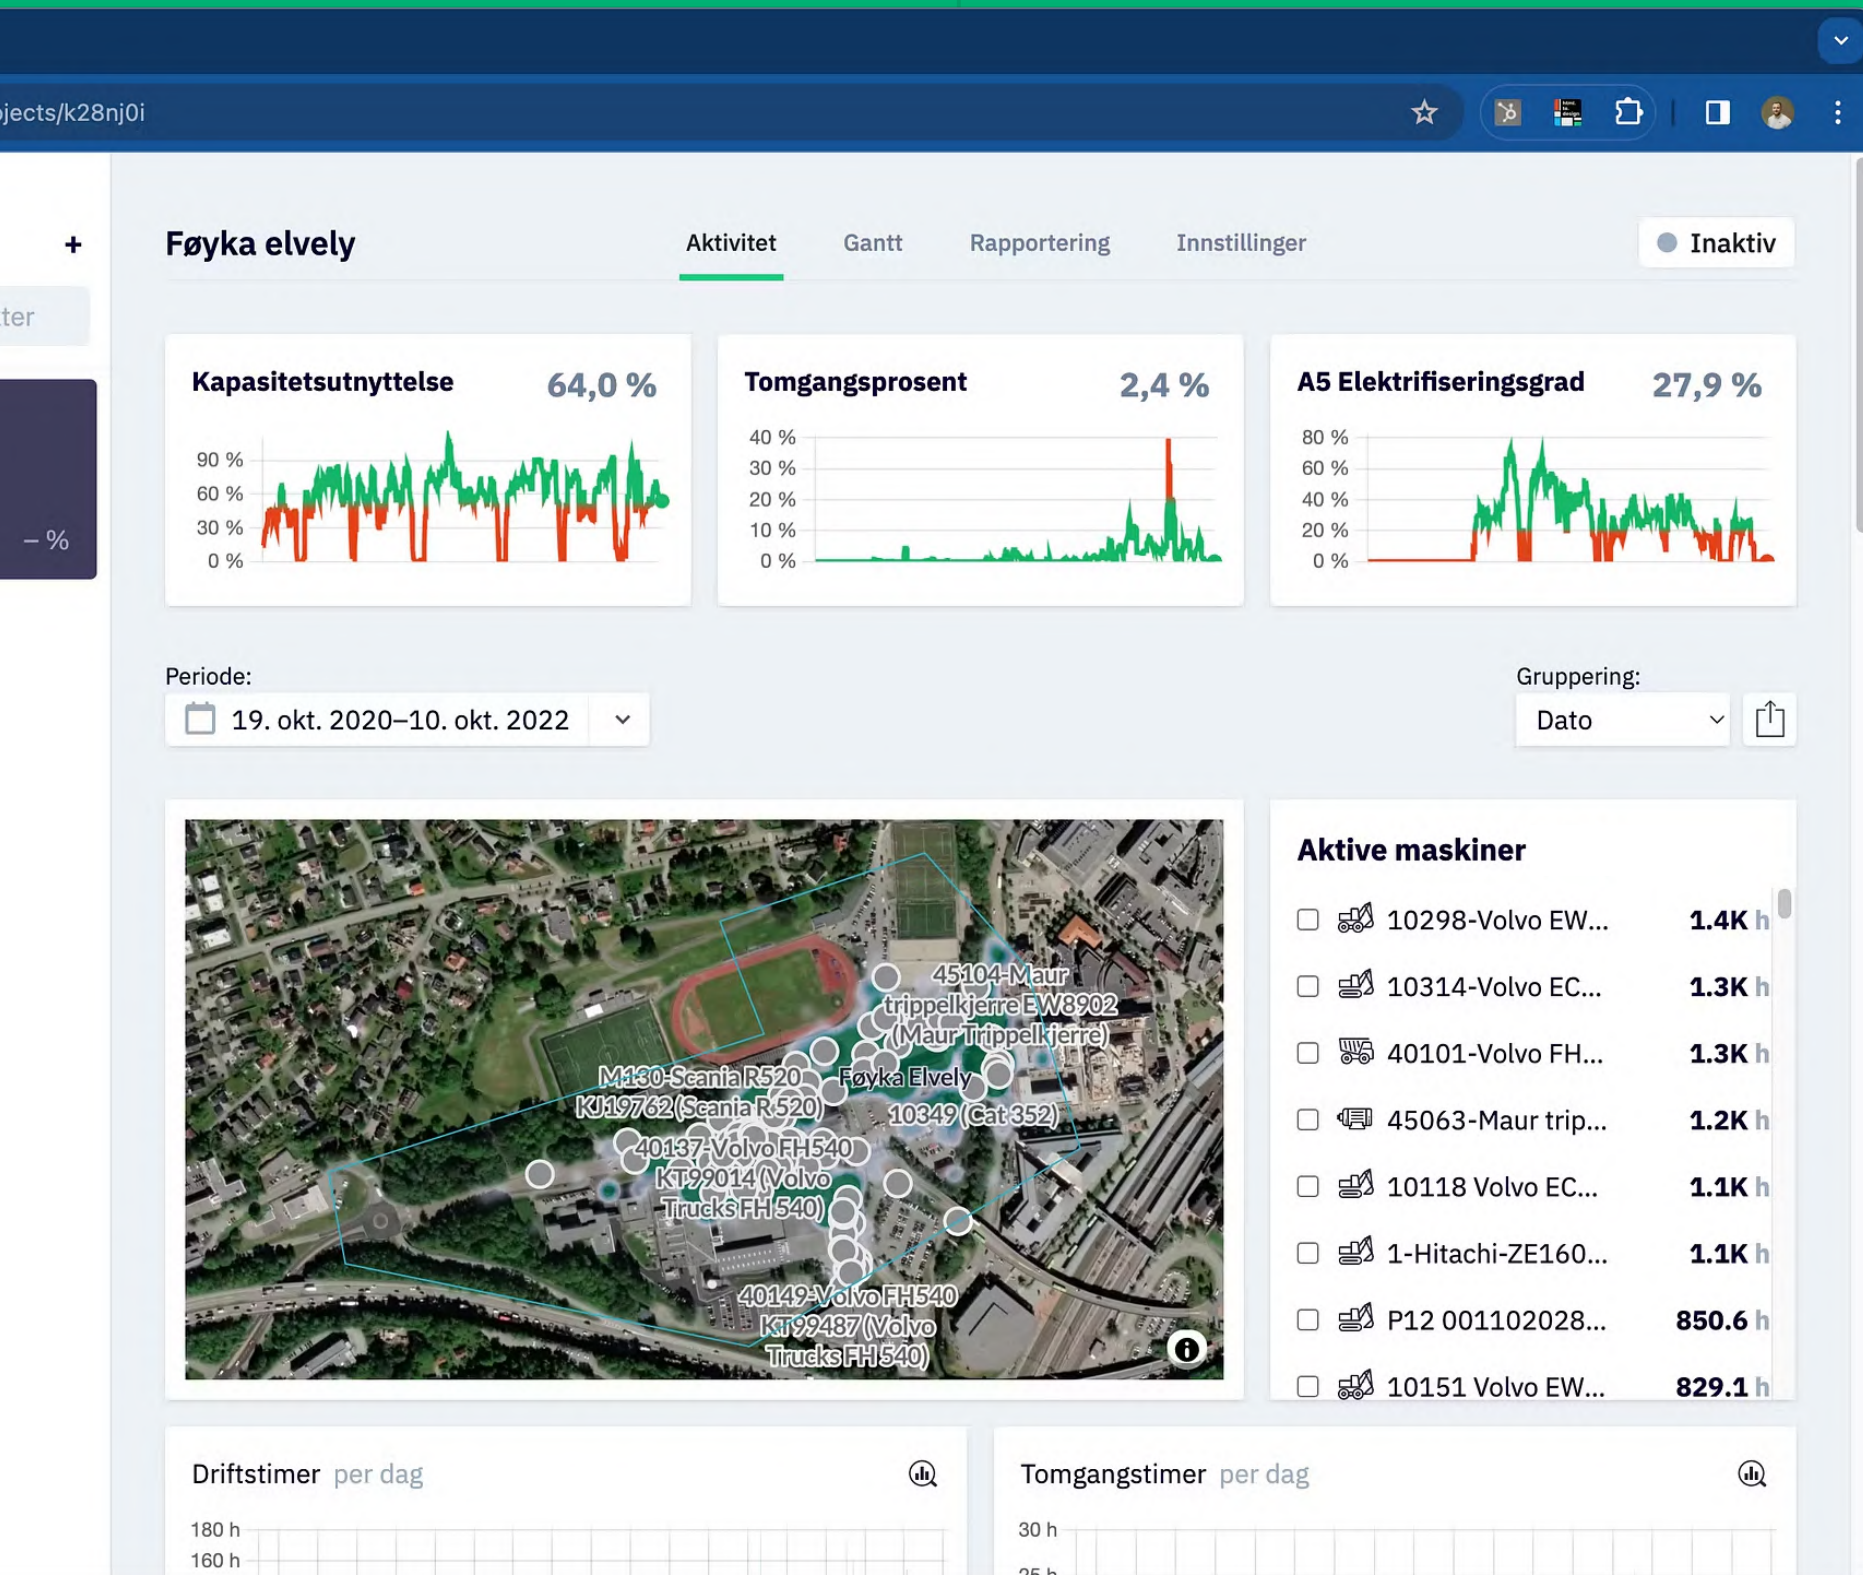 jects/k28nj0i
+
Føyka elvely
Aktivitet
Gantt
Rapportering
Innstillinger
Inaktiv
ter
– %
Kapasitetsutnyttelse
64,0 %
90 %
60 %
30 %
0 %
Tomgangsprosent
2,4 %
40 %
30 %
20 %
10 %
0 %
A5 Elektrifiseringsgrad
27,9 %
80 %
60 %
40 %
20 %
0 %
Periode:
19. okt. 2020–10. okt. 2022
Gruppering:
Dato
45104-Maur
trippelkjerre EW8902
(Maur Trippelkjerre)
M130-Scania R520
KJ19762 (Scania R 520)
Føyka Elvely
10349 (Cat 352)
40137-Volvo FH540
KT99014 (Volvo
Trucks FH 540)
40149-Volvo FH540
KT99487 (Volvo
Trucks FH 540)
Aktive maskiner
10298-Volvo EW... 1.4K h
10314-Volvo EC... 1.3K h
40101-Volvo FH... 1.3K h
45063-Maur trip... 1.2K h
10118 Volvo EC... 1.1K h
1-Hitachi-ZE160... 1.1K h
P12 001102028... 850.6 h
10151 Volvo EW... 829.1 h
Driftstimer per dag
180 h
160 h
Tomgangstimer per dag
30 h
25 h